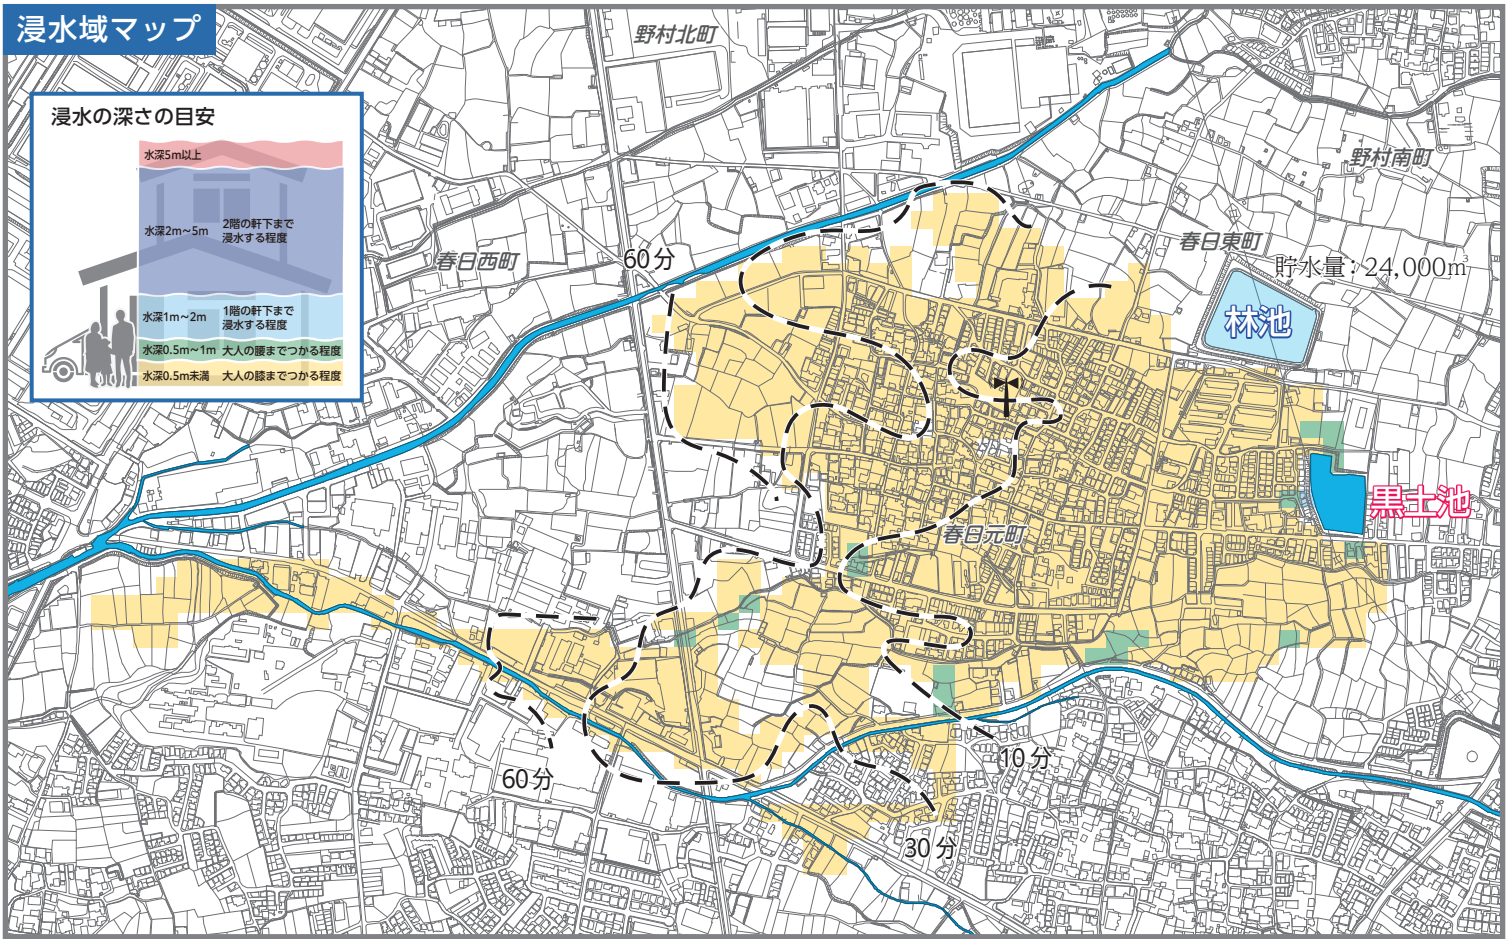 浸水域マップ
野村北町
浸水の深さの目安
水深5m以上
水深2m～5m 2階の軒下まで
浸水する程度
水深1m～2m 1階の軒下まで
浸水する程度
水深0.5m～1m 大人の腰までつかる程度
水深0.5m未満 大人の膝までつかる程度
野村南町
春日西町
60分
春日東町
貯水量：24,000m³
林池
黒土池
春日元町
10分
60分
30分